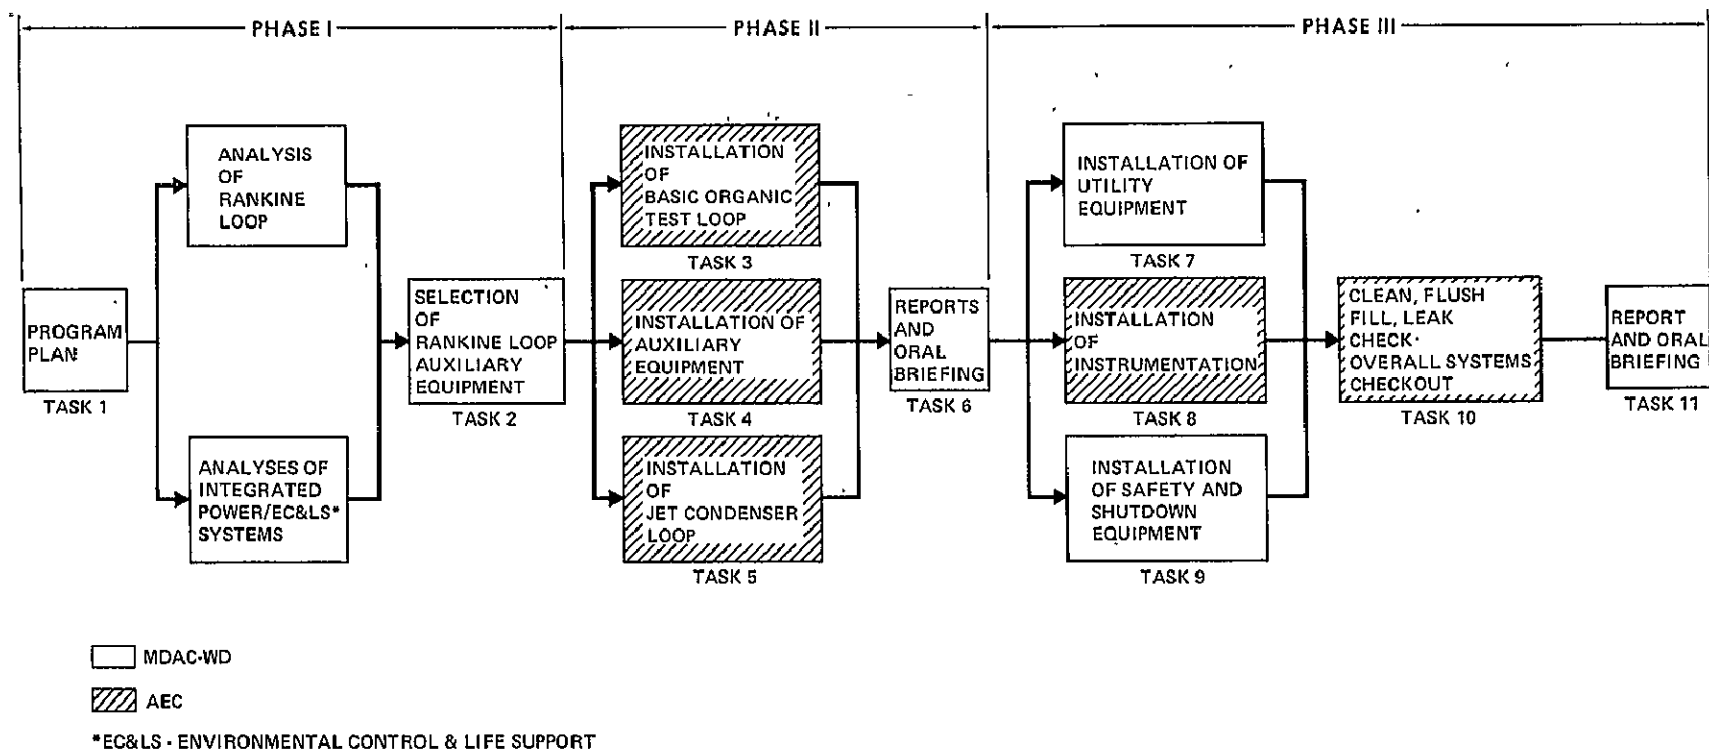 PHASE I
PHASE II
PHASE III
PROGRAM
PLAN
TASK 1
ANALYSIS
OF
RANKINE
LOOP
ANALYSES OF
INTEGRATED
POWER/EC&LS*
SYSTEMS
SELECTION
OF
RANKINE LOOP
AUXILIARY
EQUIPMENT
TASK 2
INSTALLATION
OF
BASIC ORGANIC
TEST LOOP
TASK 3
INSTALLATION OF
AUXILIARY
EQUIPMENT
TASK 4
INSTALLATION
OF
JET CONDENSER
LOOP
TASK 5
REPORTS
AND
ORAL
BRIEFING
TASK 6
INSTALLATION OF
UTILITY
EQUIPMENT
TASK 7
INSTALLATION
OF
INSTRUMENTATION
TASK 8
INSTALLATION
OF SAFETY AND
SHUTDOWN
EQUIPMENT
TASK 9
CLEAN, FLUSH
FILL, LEAK
CHECK·
OVERALL SYSTEMS
CHECKOUT
TASK 10
REPORT
AND ORAL
BRIEFING
TASK 11
MDAC-WD
AEC
*EC&LS - ENVIRONMENTAL CONTROL & LIFE SUPPORT